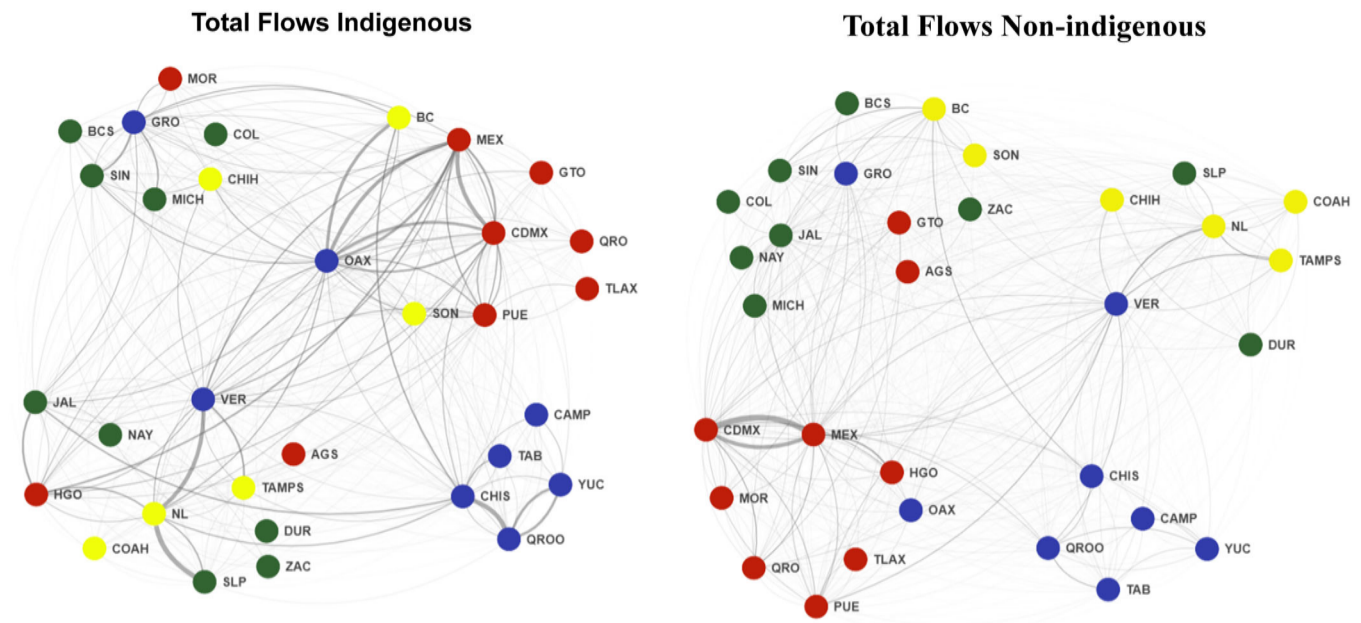 Total Flows Indigenous
MOR
GRO
BCS
COL
SIN
CHIH
MICH
BC
MEX
GTO
CDMX
QRO
OAX
TLAX
SON
PUE
JAL
VER
NAY
CAMP
AGS
TAB
HGO
TAMPS
CHIS
YUC
NL
DUR
QROO
COAH
ZAC
SLP
Total Flows Non-indigenous
BCS
BC
SON
SIN
GRO
SLP
COL
ZAC
CHIH
COAH
GTO
NL
JAL
NAY
TAMPS
AGS
MICH
VER
DUR
CDMX
MEX
HGO
CHIS
MOR
OAX
CAMP
QROO
YUC
QRO
TLAX
TAB
PUE